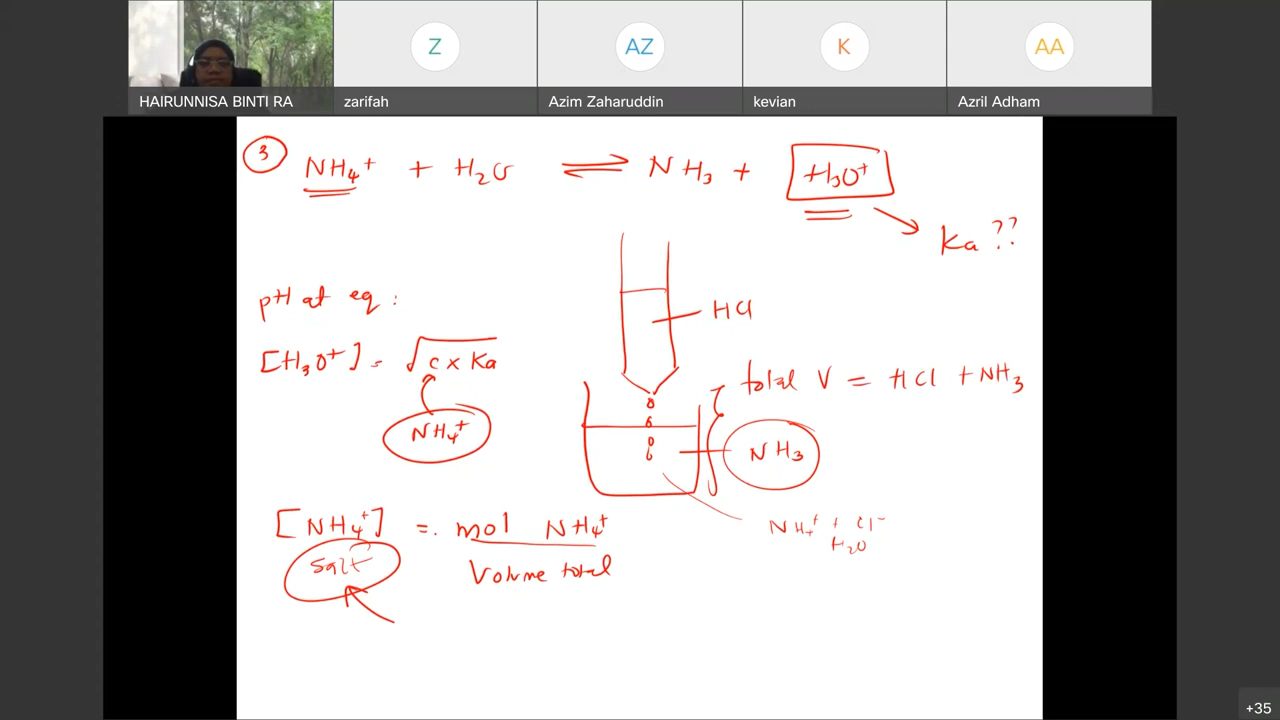 Z
AZ
K
AA
HAIRUNNISA BINTI RA
zarifah
Azim Zaharuddin
kevian
Azril Adham
3
NH₄⁺ + H₂O ⇌ NH₃ + H₃O⁺
Ka ??
pH at eq :
HCl
[H₃O⁺] = √c x Ka
total V = HCl + NH₃
NH₄⁺
NH₃
[NH₄⁺] = mol NH₄⁺
NH₄⁺ + Cl⁻
H₂O
salt
Volume total
+35